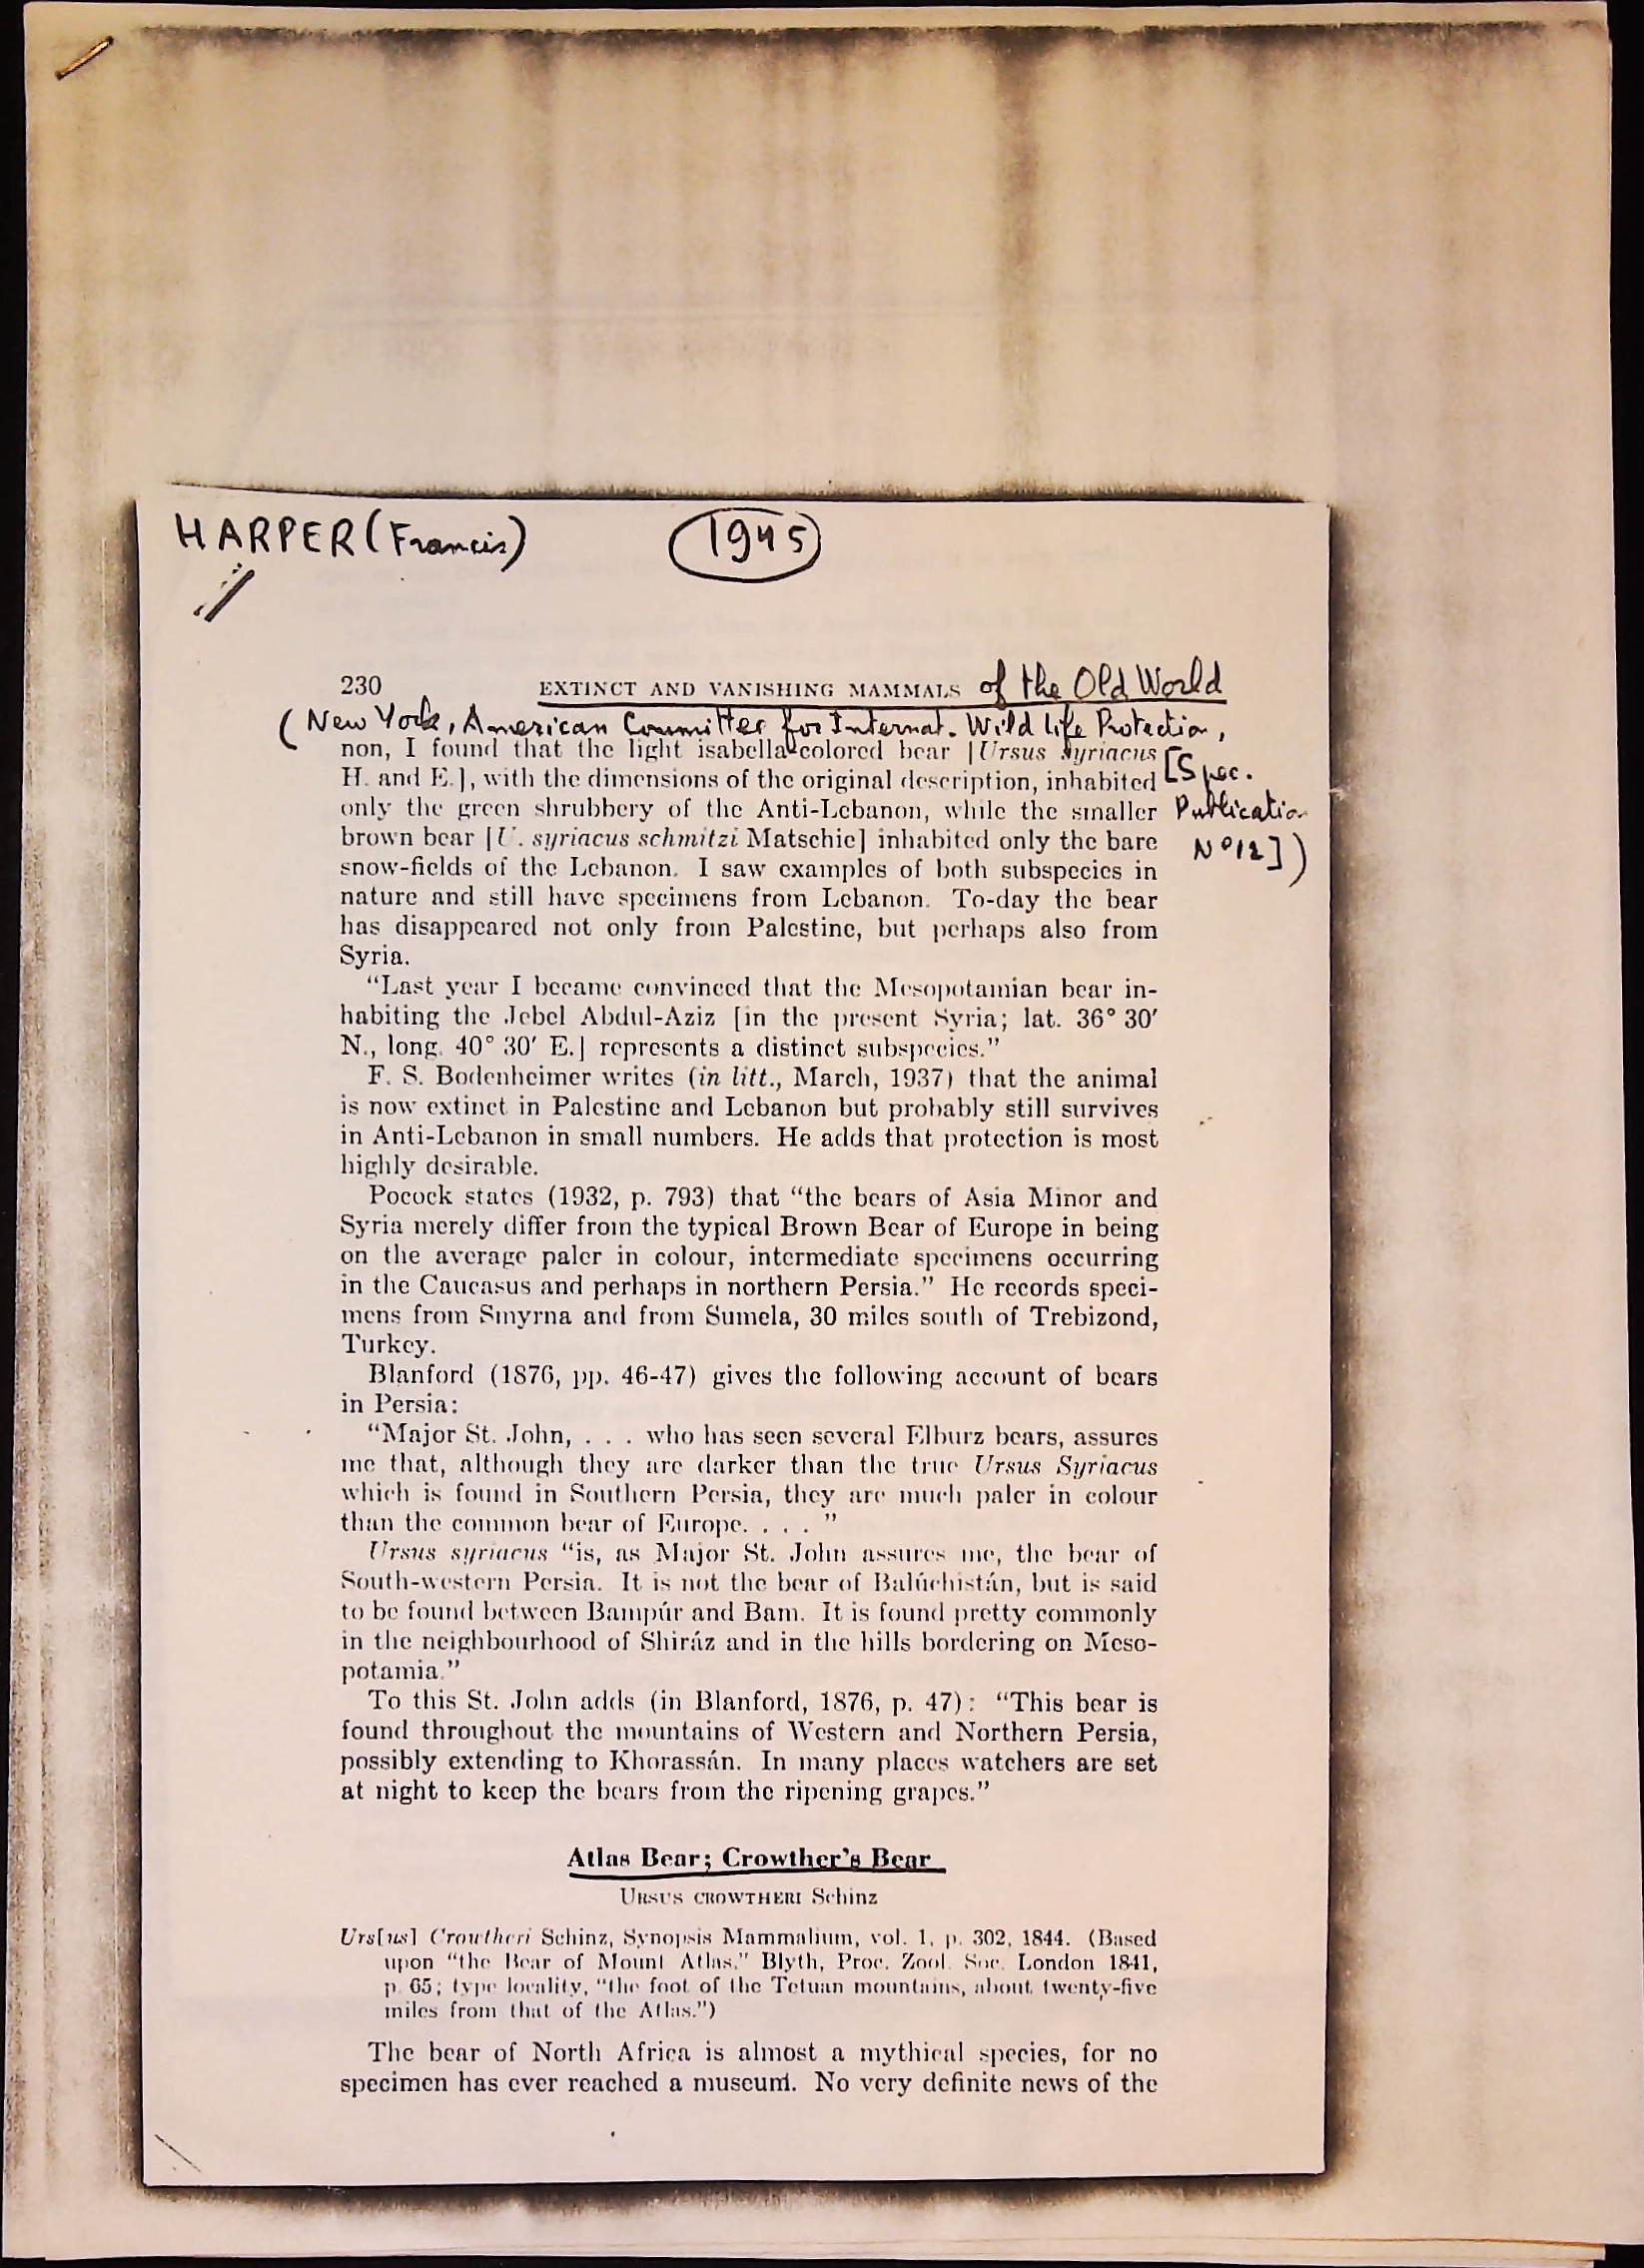 HARPER (Francis) 1945
230 EXTINCT AND VANISHING MAMMALS of the Old World
(New York, American Committee for Internat. Wild Life Protection,
non, I found that the light isabella-colored bear [Ursus syriacus
[Spec.
H. and E.], with the dimensions of the original description, inhabited
only the green shrubbery of the Anti-Lebanon, while the smaller
Publication
brown bear [U. syriacus schmitzi Matschie] inhabited only the bare
N° 12])
snow-fields of the Lebanon. I saw examples of both subspecies in
nature and still have specimens from Lebanon. To-day the bear
has disappeared not only from Palestine, but perhaps also from
Syria.
"Last year I became convinced that the Mesopotamian bear in-
habiting the Jebel Abdul-Aziz [in the present Syria; lat. 36° 30′
N., long. 40° 30′ E.] represents a distinct subspecies."
F. S. Bodenheimer writes (in litt., March, 1937) that the animal
is now extinct in Palestine and Lebanon but probably still survives
in Anti-Lebanon in small numbers. He adds that protection is most
highly desirable.
Pocock states (1932, p. 793) that "the bears of Asia Minor and
Syria merely differ from the typical Brown Bear of Europe in being
on the average paler in colour, intermediate specimens occurring
in the Caucasus and perhaps in northern Persia." He records speci-
mens from Smyrna and from Sumela, 30 miles south of Trebizond,
Turkey.
Blanford (1876, pp. 46-47) gives the following account of bears
in Persia:
"Major St. John, . . . who has seen several Elburz bears, assures
me that, although they are darker than the true Ursus Syriacus
which is found in Southern Persia, they are much paler in colour
than the common bear of Europe. . . . "
Ursus syriacus "is, as Major St. John assures me, the bear of
South-western Persia. It is not the bear of Balúchistán, but is said
to be found between Bampúr and Bam. It is found pretty commonly
in the neighbourhood of Shiráz and in the hills bordering on Meso-
potamia."
To this St. John adds (in Blanford, 1876, p. 47): "This bear is
found throughout the mountains of Western and Northern Persia,
possibly extending to Khorassán. In many places watchers are set
at night to keep the bears from the ripening grapes."
Atlas Bear; Crowther's Bear
URSUS CROWTHERI Schinz
Urs[us] Crowtheri Schinz, Synopsis Mammalium, vol. 1, p. 302, 1844. (Based
upon "the Bear of Mount Atlas," Blyth, Proc. Zool. Soc. London 1841,
p. 65; type locality, "the foot of the Tetuan mountains, about twenty-five
miles from that of the Atlas.")
The bear of North Africa is almost a mythical species, for no
specimen has ever reached a museum. No very definite news of the